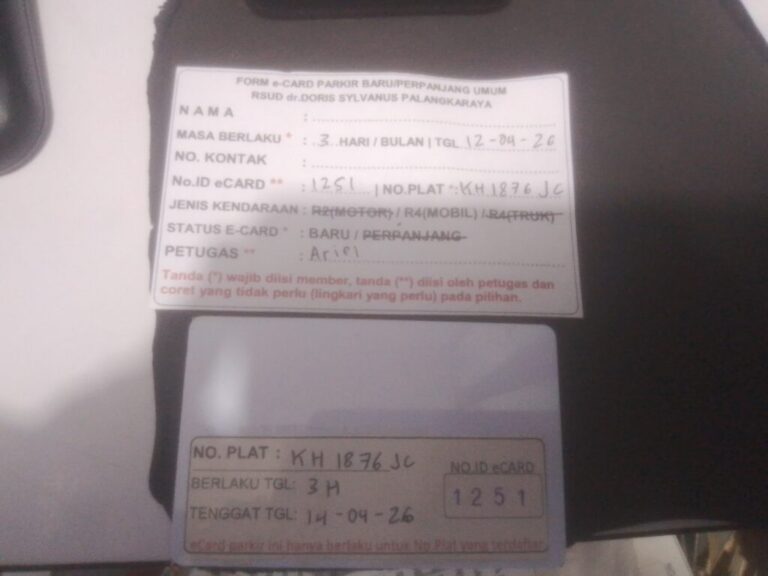 FORM e-CARD PARKIR BARU/PERPANJANG UMUM
RSUD dr.DORIS SYLVANUS PALANGKARAYA
NAMA :
MASA BERLAKU * : 3 HARI / BULAN | TGL 12-04-26
NO. KONTAK :
No.ID eCARD ** : 1251 | NO.PLAT *: KH 1876 JC
JENIS KENDARAAN : R2(MOTOR) / R4(MOBIL) / R4(TRUK)
STATUS E-CARD * : BARU / PERPANJANG
PETUGAS ** :
Tanda (*) wajib diisi member, tanda (**) diisi oleh petugas dan
coret yang tidak perlu (lingkari yang perlu) pada pilihan.
NO. PLAT : KH 1876 JC
NO.ID eCARD
BERLAKU TGL: 3 H
1251
TENGGAT TGL: 14-04-26
eCard parkir ini hanya berlaku untuk No Plat yang terdaftar